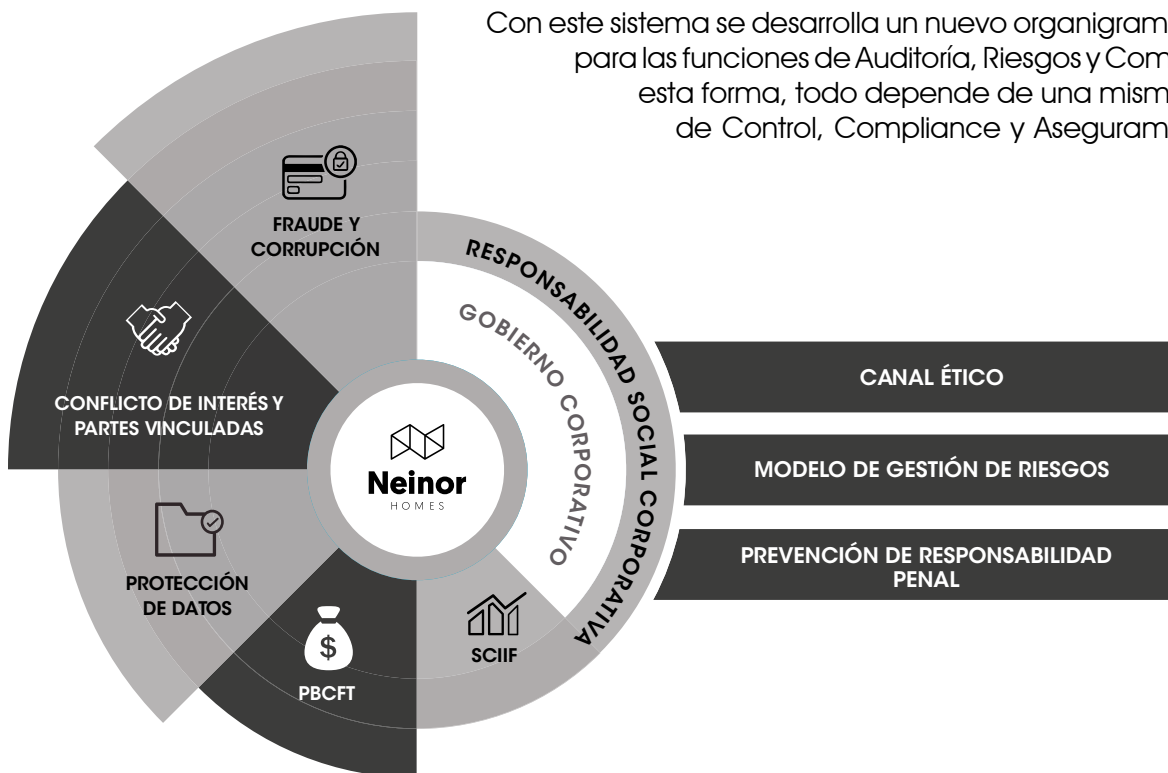 Con este sistema se desarrolla un nuevo organigram
para las funciones de Auditoría, Riesgos y Com
esta forma, todo depende de una mism
de Control, Compliance y Aseguram
FRAUDE Y
CORRUPCIÓN
CONFLICTO DE INTERÉS Y
PARTES VINCULADAS
PROTECCIÓN
DE DATOS
$
PBCFT
SCIIF
Neinor
HOMES
GOBIERNO CORPORATIVO
RESPONSABILIDAD SOCIAL CORPORATIVA
CANAL ÉTICO
MODELO DE GESTIÓN DE RIESGOS
PREVENCIÓN DE RESPONSABILIDAD
PENAL